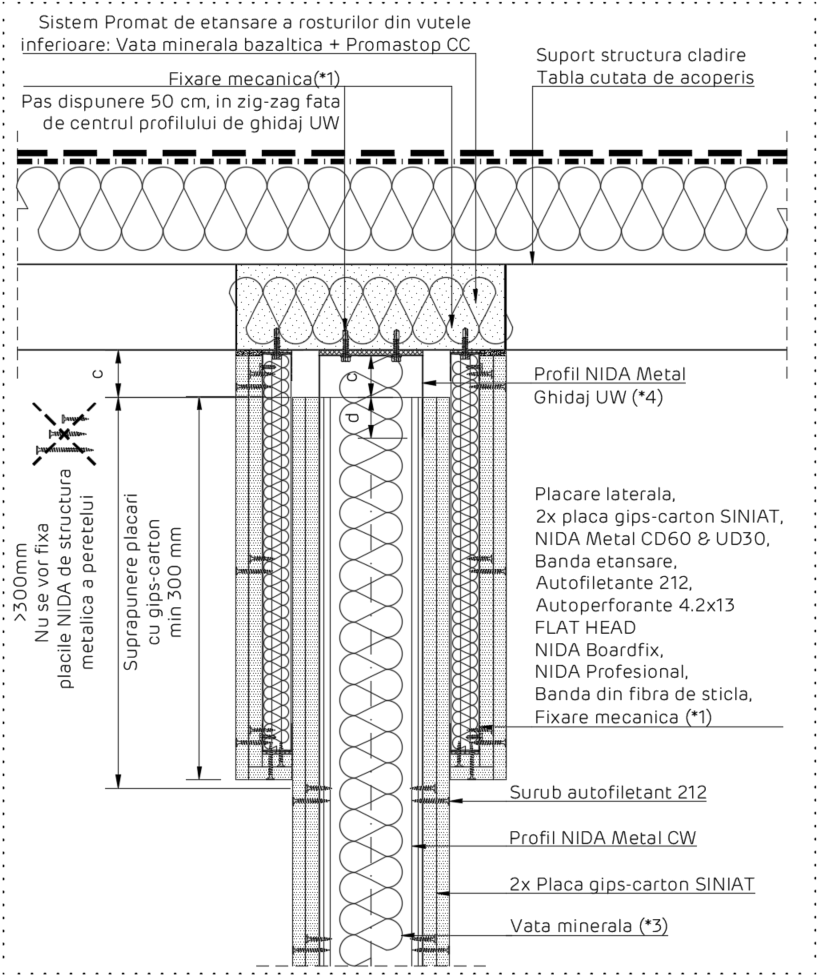 Sistem Promat de etansare a rosturilor din vutele
inferioare: Vata minerala bazaltica + Promastop CC
Fixare mecanica(*1)
Pas dispunere 50 cm, in zig-zag fata
de centrul profilului de ghidaj UW
Suport structura cladire
Tabla cutata de acoperis
c
c
d
Profil NIDA Metal
Ghidaj UW (*4)
>300mm
Nu se vor fixa
placile NIDA de structura
metalica a peretelui
Suprapunere placari
cu gips-carton
min 300 mm
Placare laterala,
2x placa gips-carton SINIAT,
NIDA Metal CD60 & UD30,
Banda etansare,
Autofiletante 212,
Autoperforante 4.2x13
FLAT HEAD
NIDA Boardfix,
NIDA Profesional,
Banda din fibra de sticla,
Fixare mecanica (*1)
Surub autofiletant 212
Profil NIDA Metal CW
2x Placa gips-carton SINIAT
Vata minerala (*3)